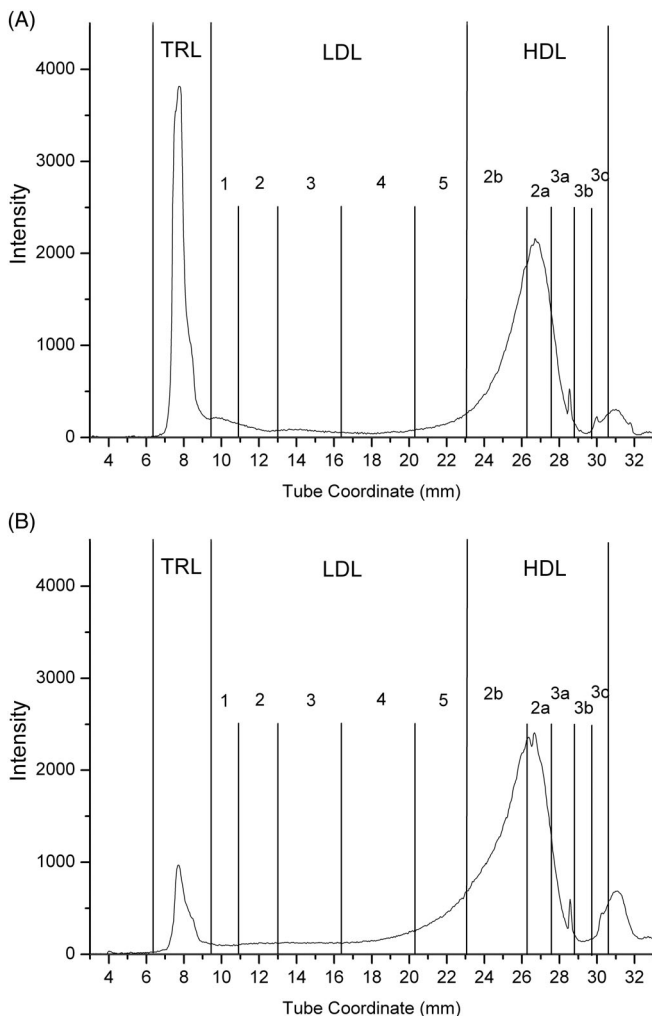 (A)
TRL LDL HDL
4000
3000
2000
1000
0
1 2 3 4 5 2b 2a 3a 3b 3c
Intensity
4 6 8 10 12 14 16 18 20 22 24 26 28 30 32
Tube Coordinate (mm)
(B)
TRL LDL HDL
4000
3000
2000
1000
0
1 2 3 4 5 2b 2a 3a 3b 3c
Intensity
4 6 8 10 12 14 16 18 20 22 24 26 28 30 32
Tube Coordinate (mm)